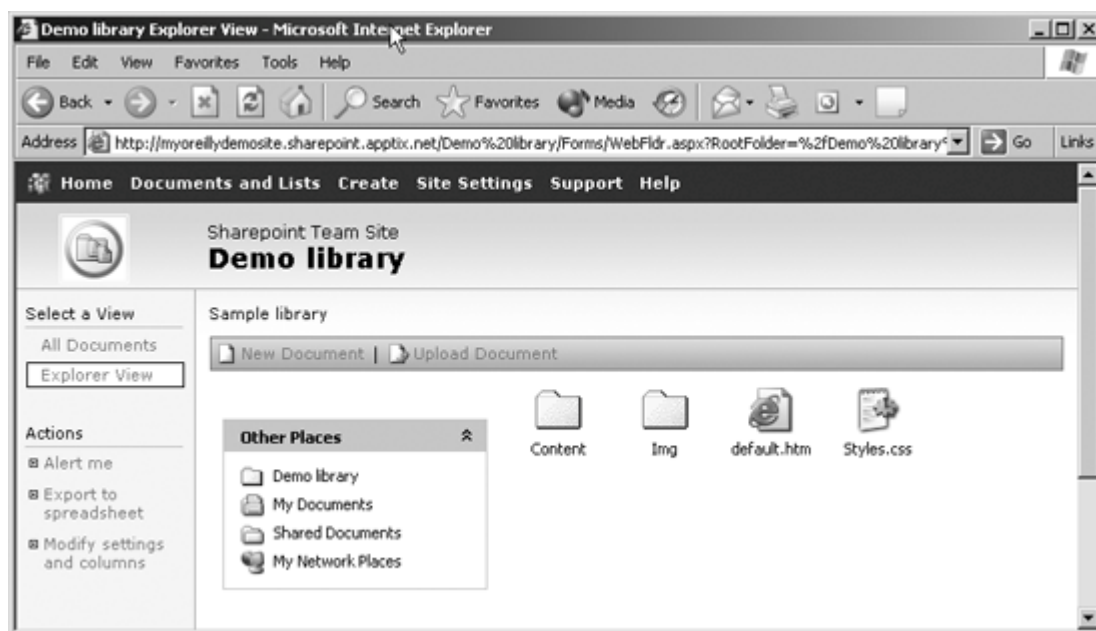 Demo library Explorer View - Microsoft Internet Explorer
File Edit View Favorites Tools Help
Back Search Favorites Media
Address http://myoreillydemosite.sharepoint.apptix.net/Demo%20library/Forms/WebFldr.aspx?RootFolder=%2fDemo%20library Go Links
Home Documents and Lists Create Site Settings Support Help
Sharepoint Team Site
Demo library
Select a View
All Documents
Explorer View
Actions
Alert me
Export to
spreadsheet
Modify settings
and columns
Sample library
New Document | Upload Document
Other Places
Demo library
My Documents
Shared Documents
My Network Places
Content Img default.htm Styles.css